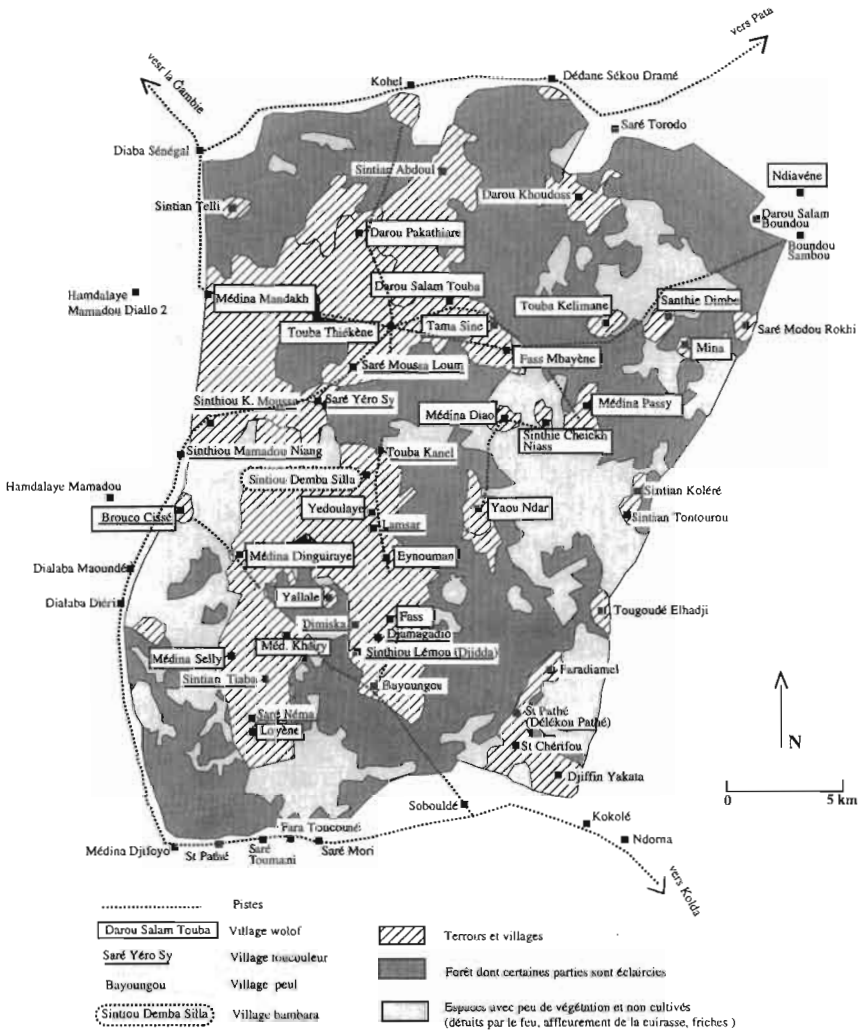 vers Pata
vesr la Gambie
Kohel
Dédane Sékou Dramé
Saré Torodo
Diaba Sénégal
Sintian Abdoul
Ndiavéne
Darou Khoudoss
Sintian Telli
Darou Salam
Boundou
Darou Pakathiare
Boundou
Sambou
Hamdalaye
Mamadou Diallo 2
Médina Mandakh
Darou Salam Touba
Touba Kelimane
Santhie Dimbe
Touba Thiékène
Tama Sine
Saré Modou Rokhi
Mina
Fass Mbayène
Saré Moussa Loum
Sinthiou K. Moussa
Saré Yéro Sy
Médina Diao
Médina Passy
Sinthie Cheickh
Niass
Sinthiou Mamadou Niang
Touba Kanel
Sintiou Demba Silla
Hamdalaye Mamadou
Sintian Koléré
Brouco Cissé
Yedoulaye
Yaou Ndar
Lamsar
Sintian Tontourou
Médina Dinguiraye
Eynouman
Dialaba Maoundé
Dialaba Diéri
Yallale
Tougoudé Elhadji
Dimiska
Fass
Djamagadio
Méd. Khaïry
Médina Selly
Sinthiou Lémou (Djidda)
Sintian Tiaba
Faradiamel
Bayoungou
Saré Néma
St Pathé
(Délékou Pathé)
Loyène
St Chérifou
N
Djiffin Yakata
0 5 km
Sobouldé
Kokolé
Fara Toucouné
Ndoma
Médina Djifoyo
St Pathé
Saré
Toumani
Saré Mori
vers Kolda
Pistes
Darou Salam Touba Village wolof
Terroirs et villages
Saré Yéro Sy Village toucouleur
Forêt dont certaines parties sont éclaircies
Bayoungou Village peul
Sintiou Demba Silla Village bambara
Espaces avec peu de végétation et non cultivés
(détruits par le feu, affleurement de la cuirasse, friches )